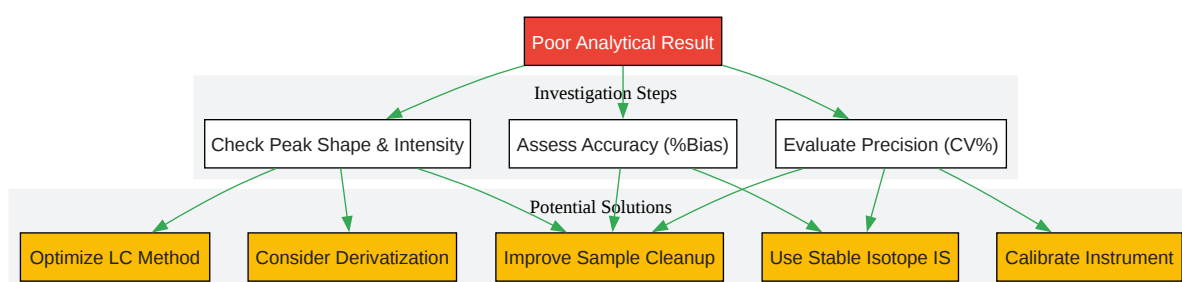 Poor Analytical Result
Investigation Steps
Check Peak Shape & Intensity
Assess Accuracy (%Bias)
Evaluate Precision (CV%)
Potential Solutions
Optimize LC Method
Consider Derivatization
Improve Sample Cleanup
Use Stable Isotope IS
Calibrate Instrument